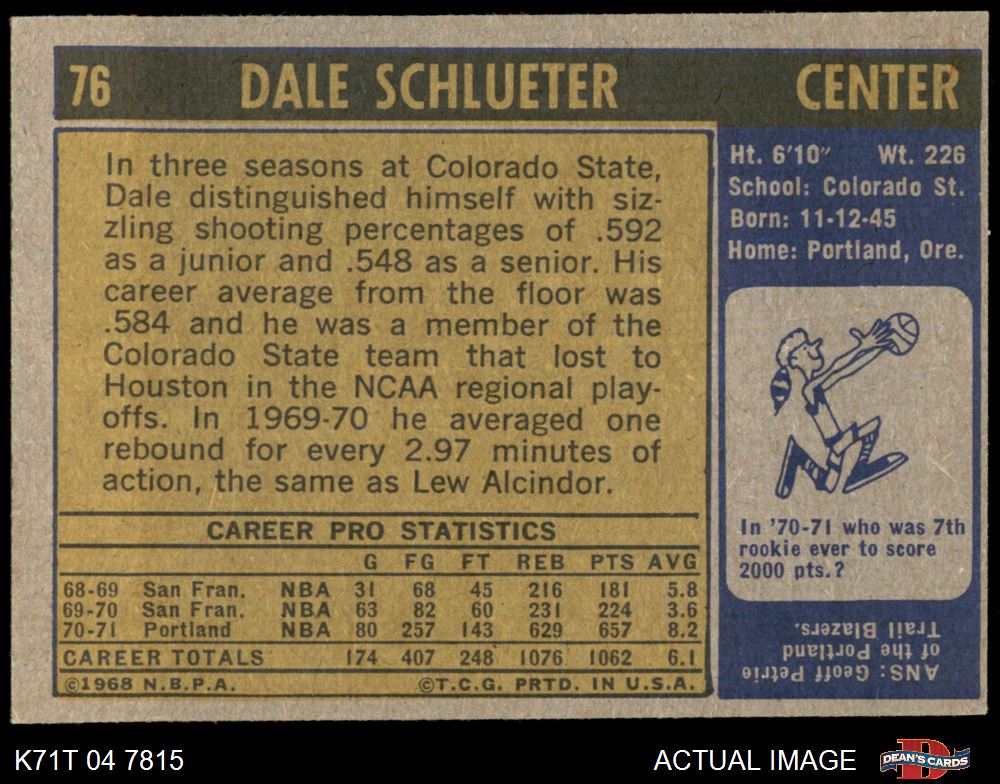 76 DALE SCHLUETER CENTER
In three seasons at Colorado State,
Dale distinguished himself with siz-
zling shooting percentages of .592
as a junior and .548 as a senior. His
career average from the floor was
.584 and he was a member of the
Colorado State team that lost to
Houston in the NCAA regional play-
offs. In 1969-70 he averaged one
rebound for every 2.97 minutes of
action, the same as Lew Alcindor.
CAREER PRO STATISTICS
G FG FT REB PTS AVG
68-69 San Fran. NBA 31 68 45 216 181 5.8
69-70 San Fran. NBA 63 82 60 231 224 3.6
70-71 Portland NBA 80 257 143 629 657 8.2
CAREER TOTALS 174 407 248 1076 1062 6.1
©1968 N.B.P.A. ©T.C.G. PRTD. IN U.S.A.
Ht. 6'10" Wt. 226
School: Colorado St.
Born: 11-12-45
Home: Portland, Ore.
In '70-71 who was 7th
rookie ever to score
2000 pts.?
ANS: Geoff Petrie
of the Portland
Trail Blazers.
K71T 04 7815 ACTUAL IMAGE
D
DEAN'S CARDS